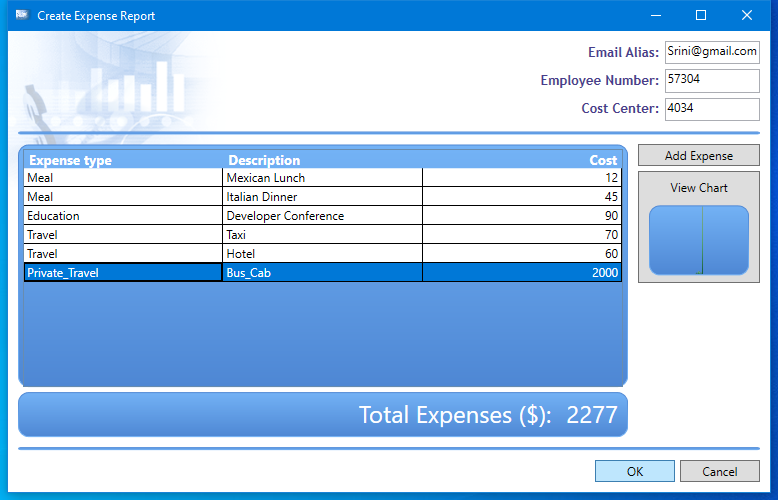 Create Expense Report
Email Alias: Srini@gmail.com
Employee Number: 57304
Cost Center: 4034
Expense type Description Cost
Meal Mexican Lunch 12
Meal Italian Dinner 45
Education Developer Conference 90
Travel Taxi 70
Travel Hotel 60
Private_Travel Bus_Cab 2000
Total Expenses ($): 2277
Add Expense
View Chart
OK Cancel